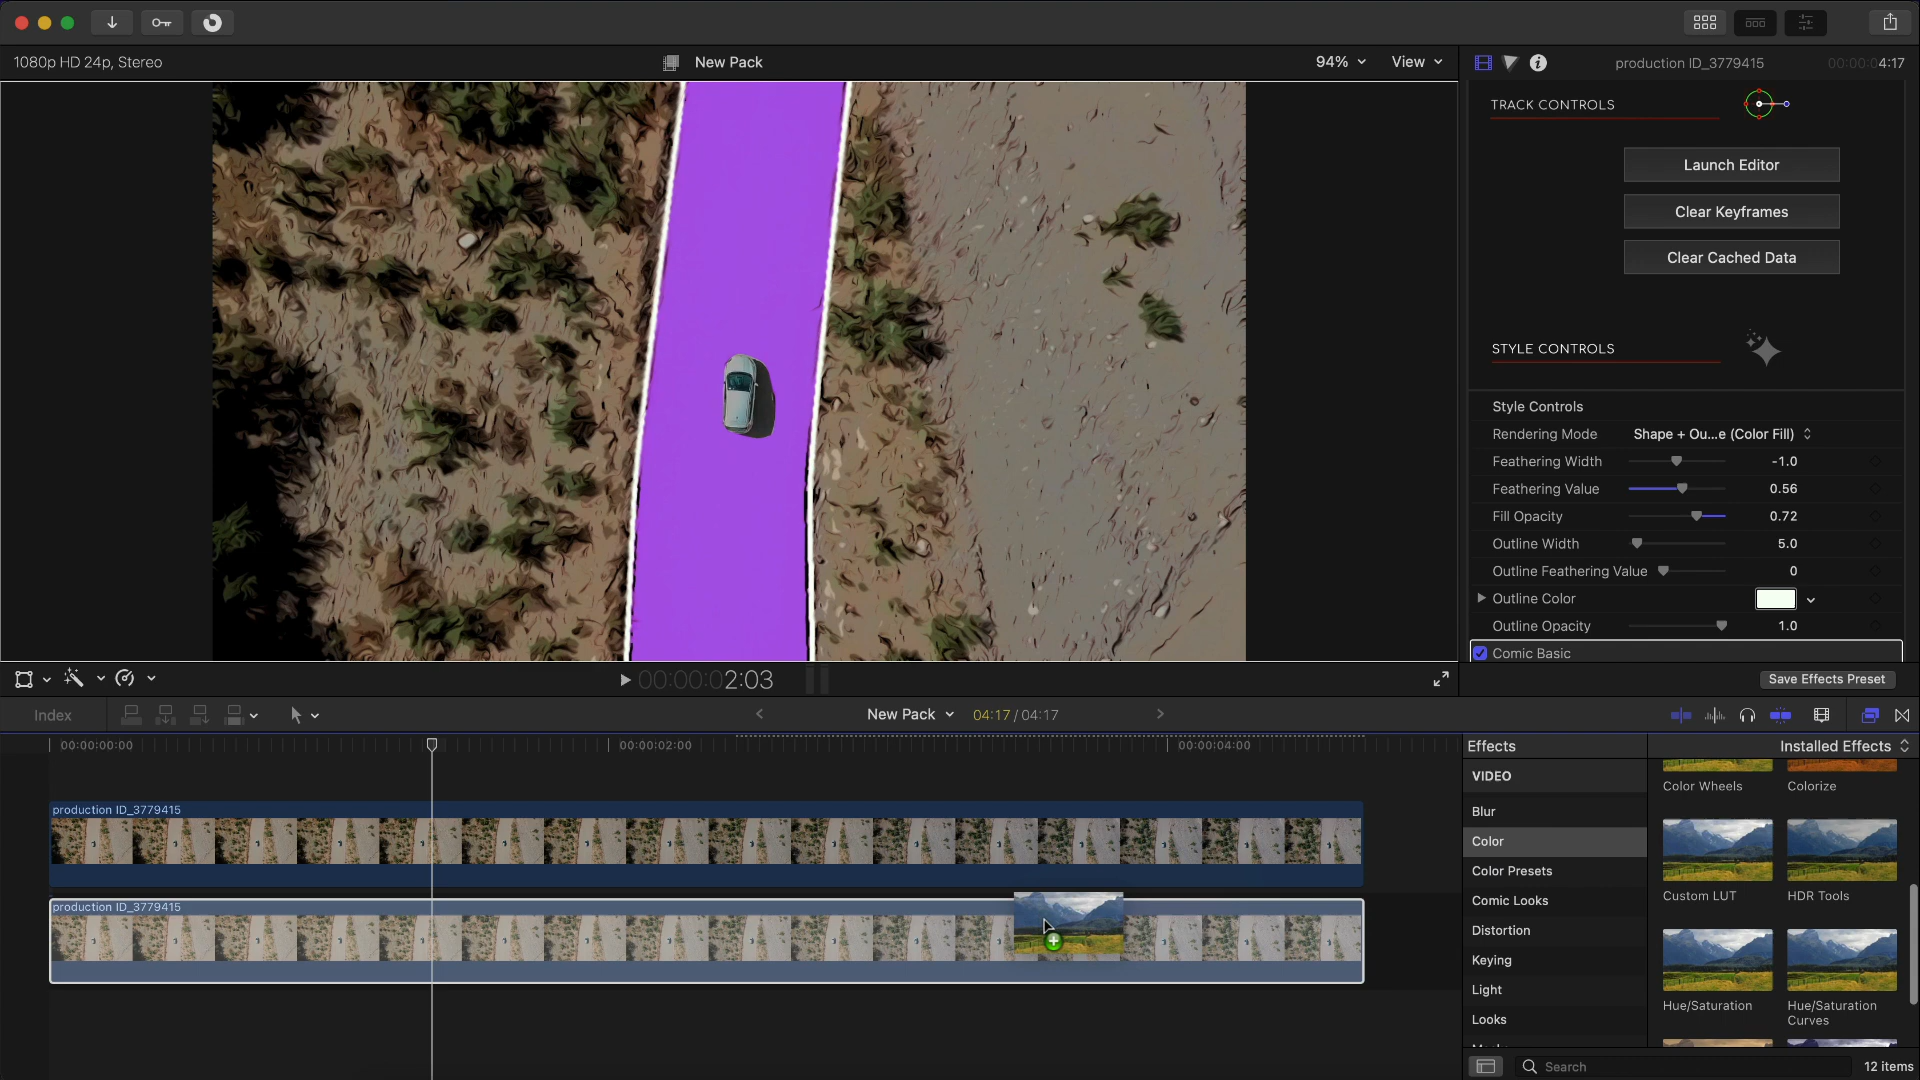 1080p HD 24p, Stereo
New Pack
94%
View
production ID_3779415
00:00:04:17
TRACK CONTROLS
Launch Editor
Clear Keyframes
Clear Cached Data
STYLE CONTROLS
Style Controls
Rendering Mode
Shape + Ou...e (Color Fill)
Feathering Width
-1.0
Feathering Value
0.56
Fill Opacity
0.72
Outline Width
5.0
Outline Feathering Value
0
Outline Color
Outline Opacity
1.0
Comic Basic
Save Effects Preset
00:00:02:03
Index
New Pack
04:17 / 04:17
00:00:00:00
00:00:02:00
00:00:04:00
production ID_3779415
production ID_3779415
Effects
Installed Effects
VIDEO
Blur
Color
Color Presets
Comic Looks
Distortion
Keying
Light
Looks
Color Wheels
Colorize
Custom LUT
HDR Tools
Hue/Saturation
Hue/Saturation
Curves
Search
12 items